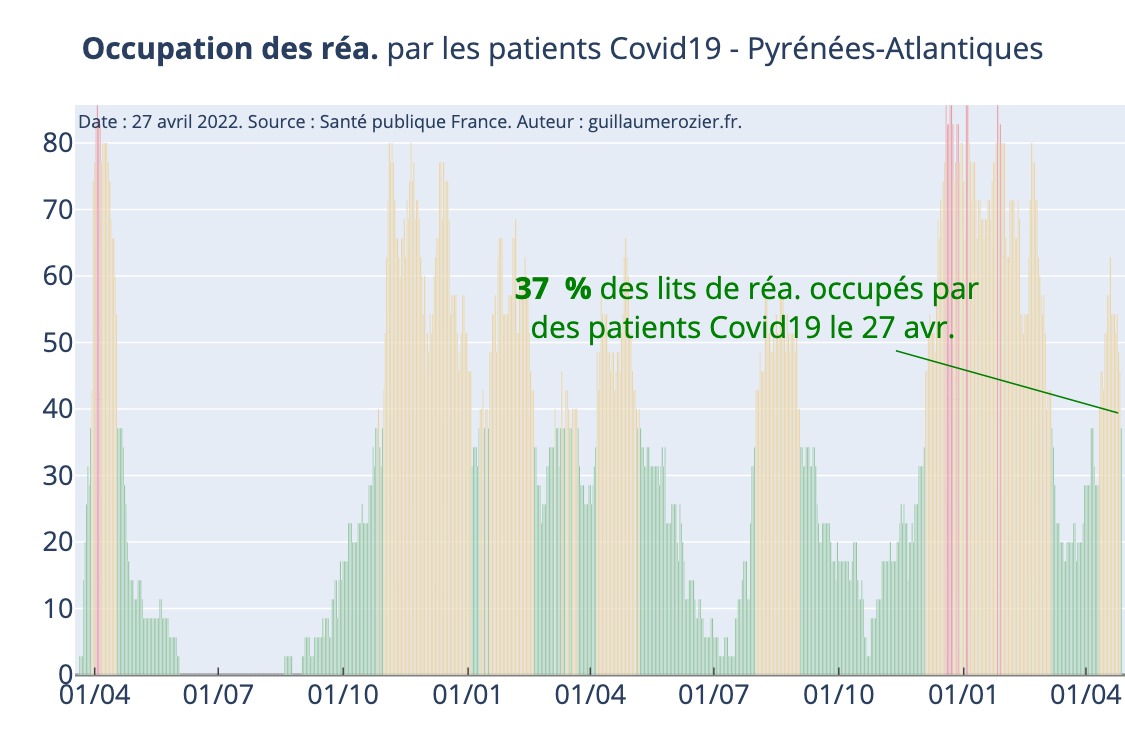 Occupation des réa. par les patients Covid19 - Pyrénées-Atlantiques
Date : 27 avril 2022. Source : Santé publique France. Auteur : guillaumerozier.fr.
80
70
60
37 % des lits de réa. occupés par
des patients Covid19 le 27 avr.
50
40
30
20
10
0
01/04 01/07 01/10 01/01 01/04 01/07 01/10 01/01 01/04